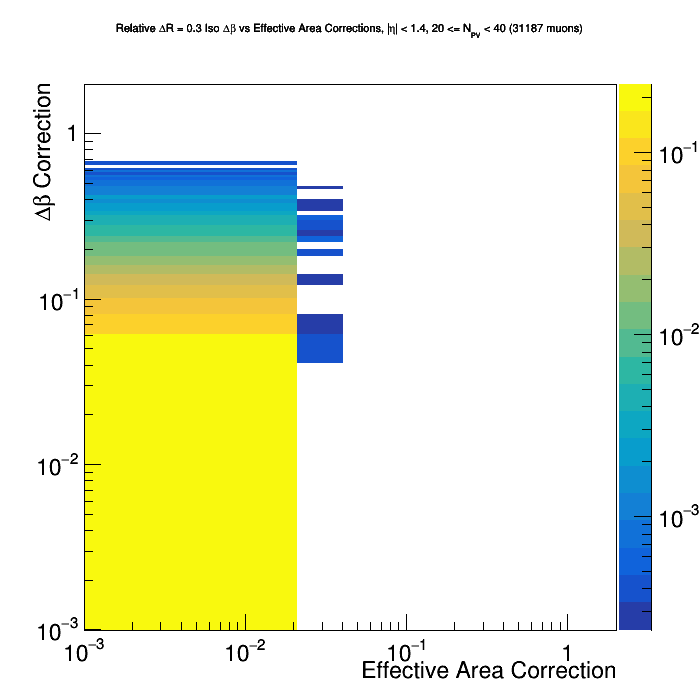 Relative ΔR = 0.3 Iso Δβ vs Effective Area Corrections, |η| < 1.4, 20 <= N_PV < 40 (31187 muons)
Δβ Correction
1
10⁻¹
10⁻²
10⁻³
10⁻³ 10⁻² 10⁻¹ 1
Effective Area Correction
10⁻¹
10⁻²
10⁻³